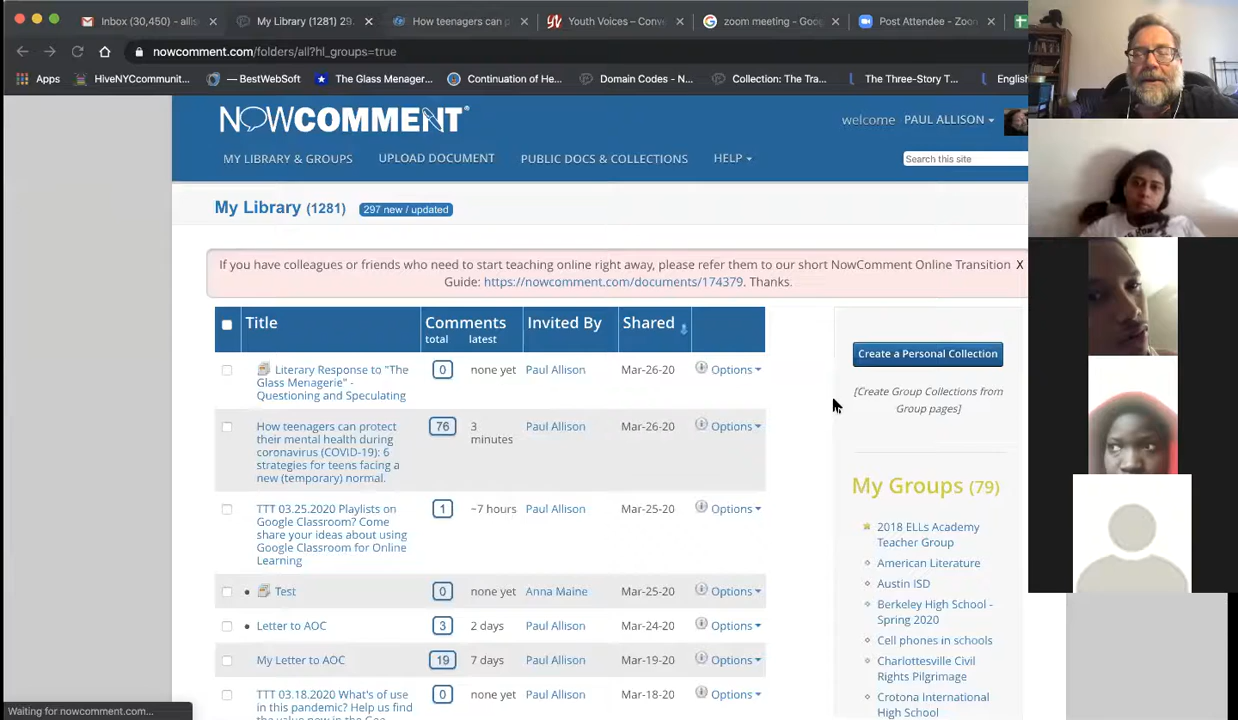 Inbox (30,450) - allis
My Library (1281) 29
How teenagers can p
Youth Voices – Conv
zoom meeting - Goo
Post Attendee - Zoo
nowcomment.com/folders/all?hl_groups=true
Apps
HiveNYCcommunit...
— BestWebSoft
The Glass Menager...
Continuation of He...
Domain Codes - N...
Collection: The Tra...
The Three-Story T...
English
NOWCOMMENT®
welcome PAUL ALLISON
MY LIBRARY & GROUPS
UPLOAD DOCUMENT
PUBLIC DOCS & COLLECTIONS
HELP
Search this site
My Library (1281) 297 new / updated
If you have colleagues or friends who need to start teaching online right away, please refer them to our short NowComment Online Transition X
Guide: https://nowcomment.com/documents/174379. Thanks.
Title
Comments
total latest
Invited By
Shared
Literary Response to "The
Glass Menagerie" -
Questioning and Speculating
0
none yet
Paul Allison
Mar-26-20
Options
How teenagers can protect
their mental health during
coronavirus (COVID-19): 6
strategies for teens facing a
new (temporary) normal.
76
3
minutes
Paul Allison
Mar-26-20
Options
TTT 03.25.2020 Playlists on
Google Classroom? Come
share your ideas about using
Google Classroom for Online
Learning
1
~7 hours
Paul Allison
Mar-25-20
Options
Test
0
none yet
Anna Maine
Mar-25-20
Options
Letter to AOC
3
2 days
Paul Allison
Mar-24-20
Options
My Letter to AOC
19
7 days
Paul Allison
Mar-19-20
Options
TTT 03.18.2020 What's of use
in this pandemic? Help us find
0
none yet
Paul Allison
Mar-18-20
Options
Create a Personal Collection
[Create Group Collections from
Group pages]
My Groups (79)
2018 ELLs Academy
Teacher Group
American Literature
Austin ISD
Berkeley High School -
Spring 2020
Cell phones in schools
Charlottesville Civil
Rights Pilgrimage
Crotona International
High School
Waiting for nowcomment.com...